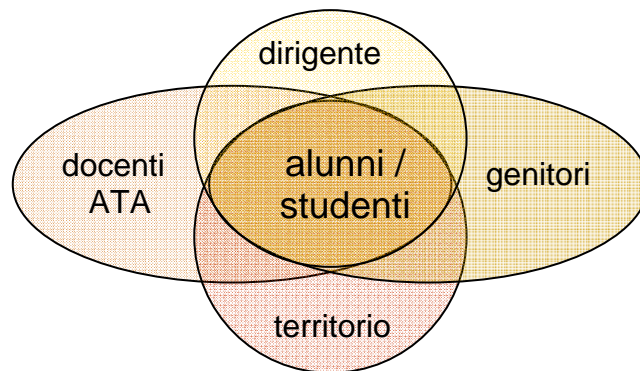 dirigente
docenti
ATA
alunni /
studenti
genitori
territorio